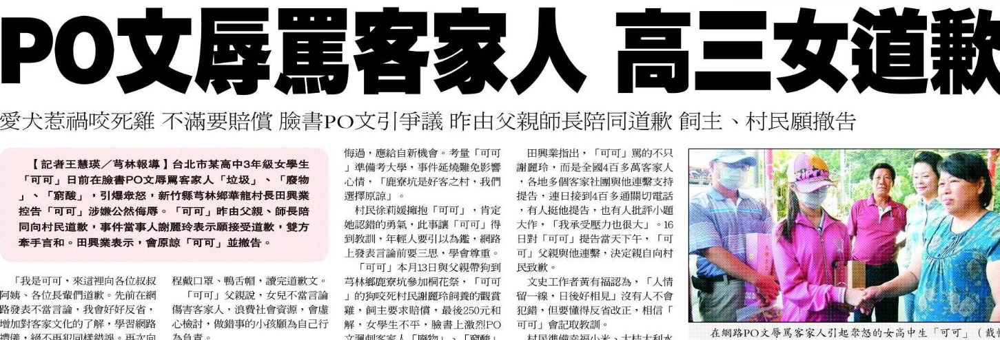 PO文辱罵客家人 高三女道歉
愛犬惹禍咬死雞 不滿要賠償 臉書PO文引爭議 昨由父親師長陪同道歉 飼主、村民願撤告
【記者王慧瑛／芎林報導】台北市某高中3年級女學生
「可可」日前在臉書PO文辱罵客家人「垃圾」、「廢物
」、「窮酸」，引爆眾怒，新竹縣芎林鄉華龍村長田興業
控告「可可」涉嫌公然侮辱。「可可」昨由父親、師長陪
同向村民道歉，事件當事人謝麗玲表示願接受道歉，雙方
牽手言和。田興業表示，會原諒「可可」並撤告。
「我是可可，來這裡向各位叔叔
阿姨、各位長輩們道歉。先前在網
路發表不當言論，我會好好反省，
增加對客家文化的了解，學習網路
禮儀，絕不再犯同樣錯誤。再次向
程戴口罩、鴨舌帽，讀完道歉文。
「可可」父親說，女兒不當言論
傷害客家人，浪費社會資源，會虛
心檢討，做錯事的小孩願為自己行
為負責。
悔過，應給自新機會。考量「可可
」準備考大學，事件延燒難免影響
心情，「鹿寮坑是好客之村，我們
選擇原諒」。
村民徐莉媛擁抱「可可」，肯定
她認錯的勇氣，此事讓「可可」得
到教訓，年輕人要引以為鑑，網路
上發表言論前要三思，學會尊重。
「可可」本月13日與父親帶狗到
芎林鄉鹿寮坑參加桐花祭，「可可
」的狗咬死村民謝麗玲飼養的觀賞
雞，飼主要求賠償，最後250元和
解，女學生不平，臉書上激烈PO
文諷刺客家人「廢物」、「窮酸」
田興業指出，「可可」罵的不只
謝麗玲，而是全國4百多萬客家人
，各地多個客家社團與他連繫支持
提告，連日接到4百多通關切電話
，有人挺他提告，也有人批評小題
大作，「我承受壓力也很大」。16
日對「可可」提告當天下午，「可
可」父親與他連繫，決定親自向村
民致歉。
文史工作者黃有福認為，「人情
留一線，日後好相見」沒有人不會
犯錯，但要懂得反省改正，相信「
可可」會記取教訓。
村民準備幸福小米、大桔大利水
在網路PO文辱罵客家人引起眾怒的女高中生「可可」（戴帽